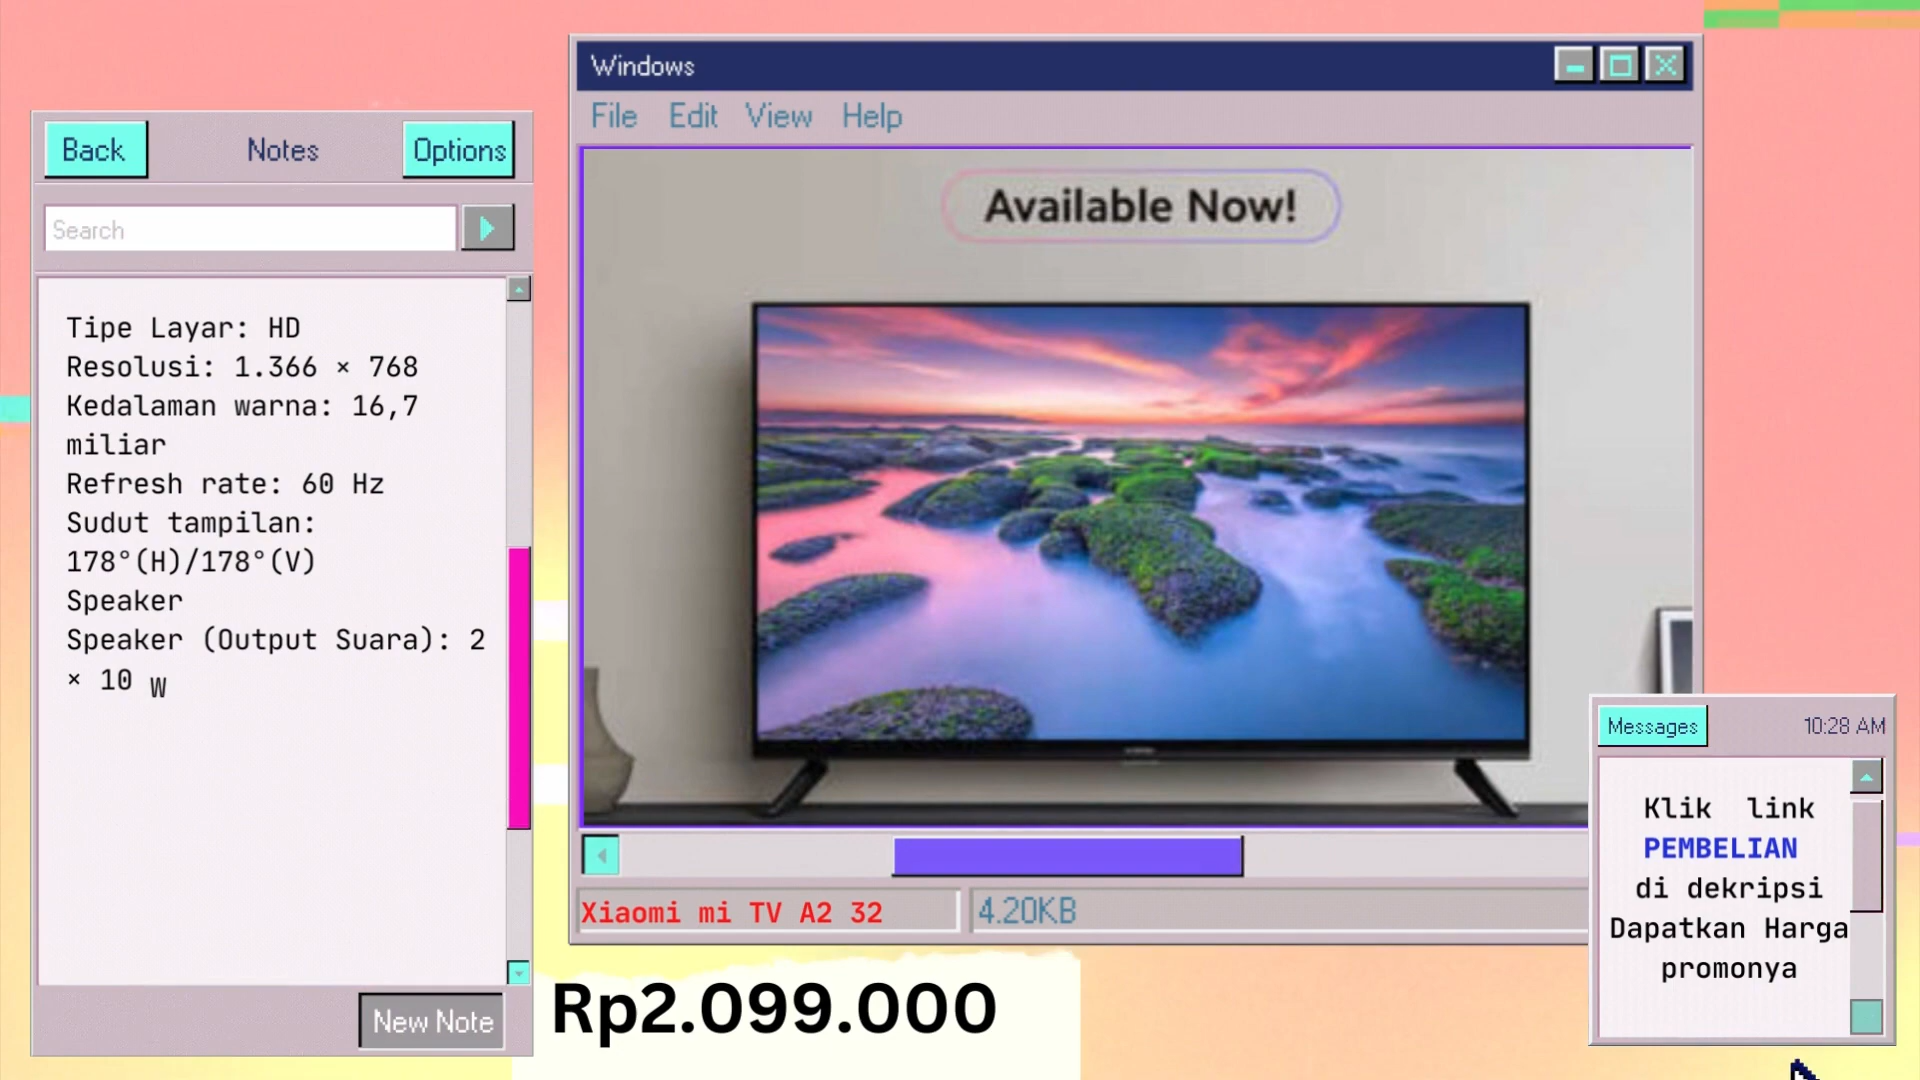 Windows
File Edit View Help
Back Notes Options
Search
Available Now!
Tipe Layar: HD
Resolusi: 1.366 × 768
Kedalaman warna: 16,7
miliar
Refresh rate: 60 Hz
Sudut tampilan:
178°(H)/178°(V)
Speaker
Speaker (Output Suara): 2
× 10 W
New Note
Xiaomi mi TV A2 32
4.20KB
Rp2.099.000
Messages 10:28 AM
Klik link
PEMBELIAN
di dekripsi
Dapatkan Harga
promonya